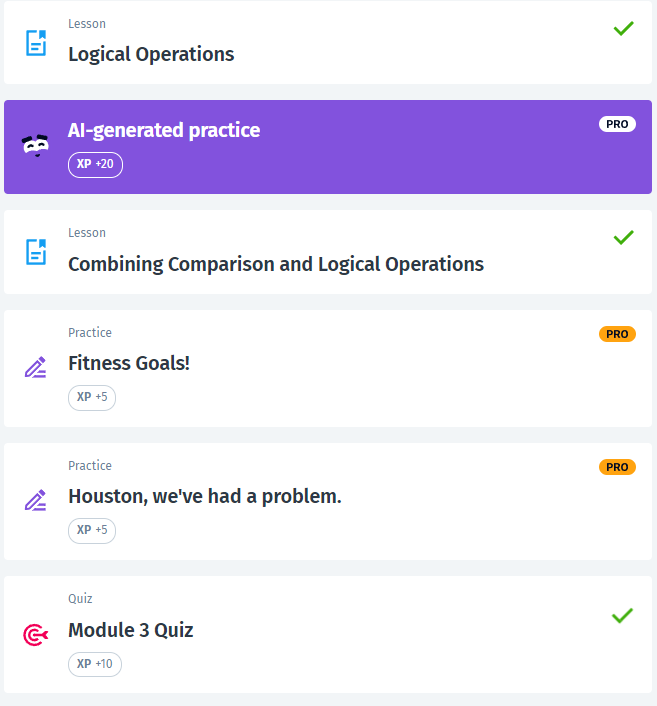 Lesson
Logical Operations
AI-generated practice
PRO
XP +20
Lesson
Combining Comparison and Logical Operations
Practice
PRO
Fitness Goals!
XP +5
Practice
PRO
Houston, we've had a problem.
XP +5
Quiz
Module 3 Quiz
XP +10